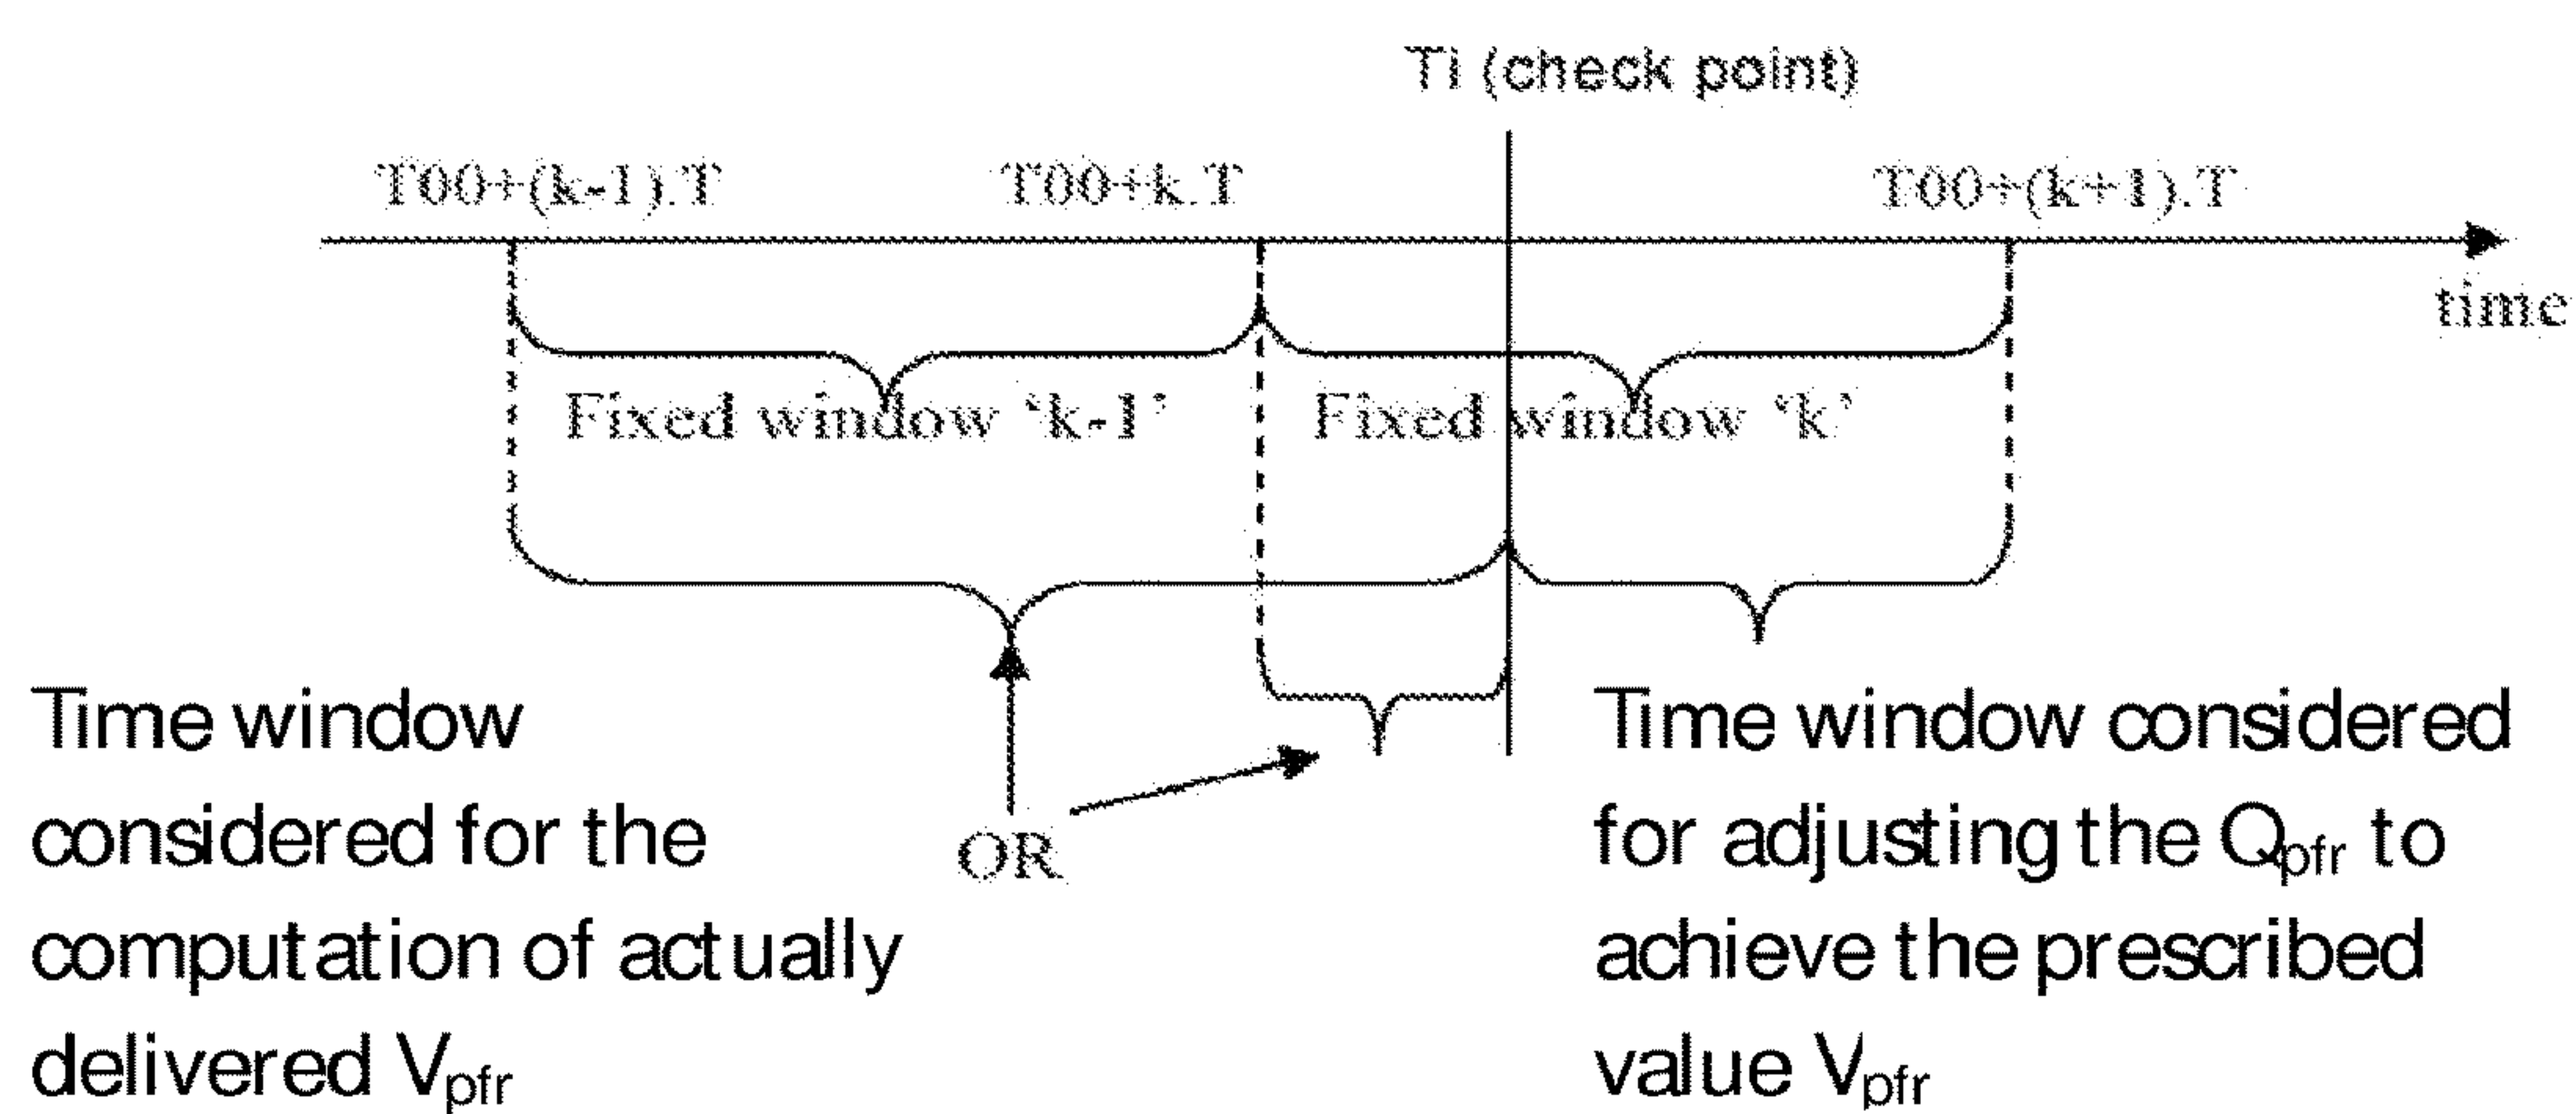 Ti (check point)
T00+(k-1).T
T00+k.T
T00+(k+1).T
time
Fixed window ‘k-1’
Fixed window ‘k’
Time window
considered for the
computation of actually
delivered Vpfr
OR
Time window considered
for adjusting the Qpfr to
achieve the prescribed
value Vpfr